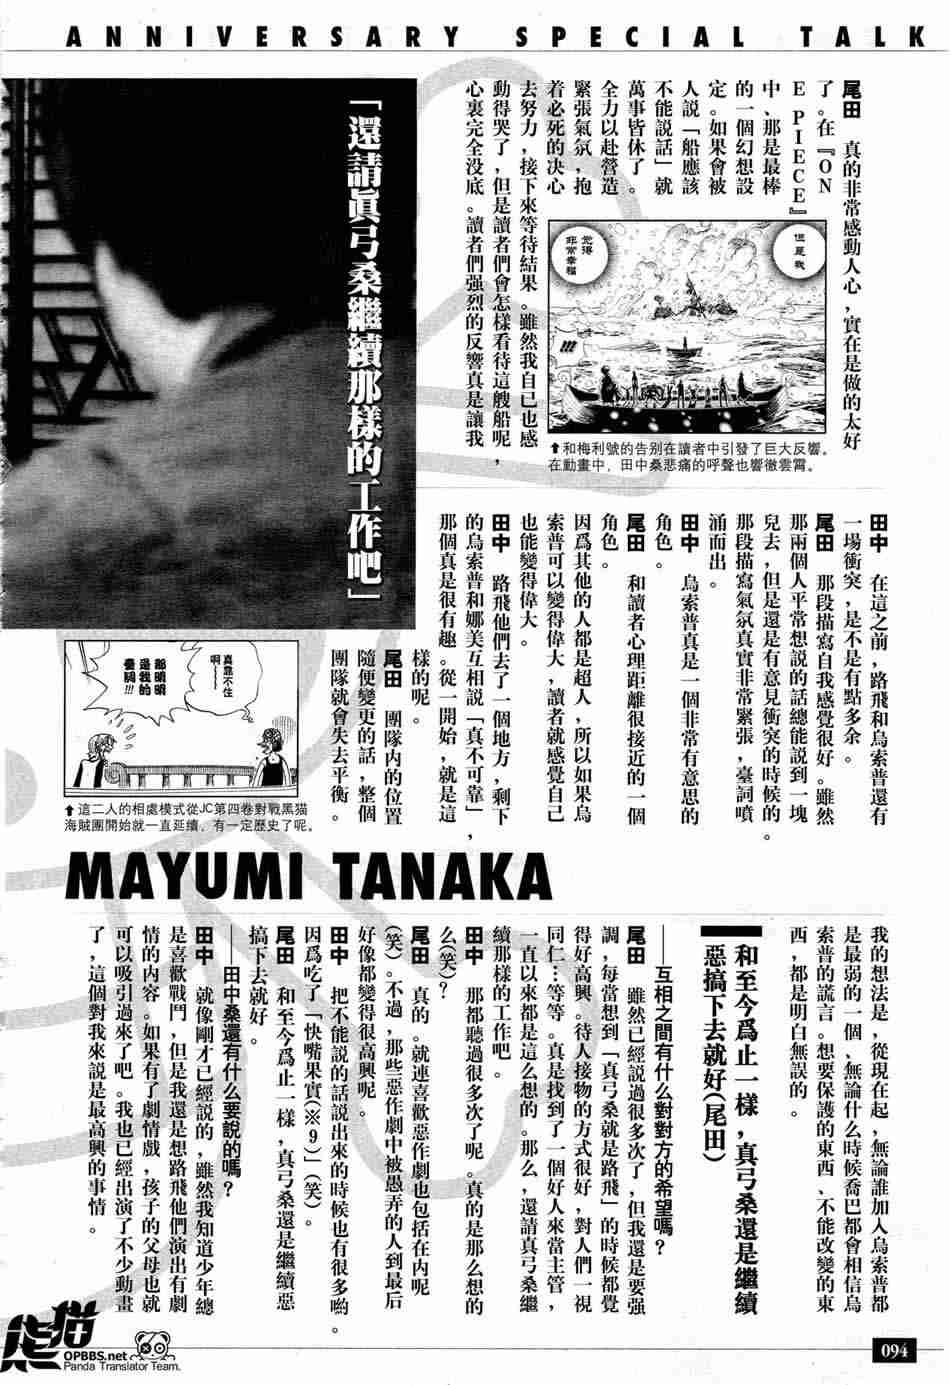 ANNIVERSARY SPECIAL TALK
尾田　真的非常感動人心，實在是做的太好
了。在『ON
E PIECE』
中、那是最棒
的一個幻想設
定。如果會被
人説「船應該
不能説話」就
萬事皆休了。
全力以赴營造
緊張氣氛，抱
着必死的决心
去努力，接下來等待結果。雖然我自己也感
動得哭了，但是讀者們會怎樣看待這艘船呢，
心裏完全没底。讀者們强烈的反響真是讓我
但是我
覺得
非常幸福
!!!
⬆和梅利號的告别在讀者中引發了巨大反響。
在動畫中，田中桑悲痛的呼聲也響徹雲霄。
「還請眞弓桑繼續那樣的工作吧」
田中　在這之前，路飛和烏索普還有
一場衝突，是不是有點多余。
尾田　那段描寫自我感覺很好。雖然
那兩個人平常想説的話總能説到一塊
兒去，但是還是有意見衝突的時候的。
那段描寫氣氛真實非常緊張，臺詞噴
涌而出。
田中　烏索普真是一個非常有意思的
角色。
尾田　和讀者心理距離很接近的一個
角色。
因爲其他的人都是超人，所以如果烏
索普可以變得偉大，讀者就感覺自己
也能變得偉大。
田中　路飛他們去了一個地方，剩下
的烏索普和娜美互相説「真不可靠」，
那個真是很有趣。從一開始，就是這
樣的呢。
尾田　團隊内的位置
隨便變更的話，整個
團隊就會失去平衡。
真靠不住
啊~~~
那明明
是我的
臺詞!!!
⬆這二人的相處模式從JC第四卷對戰黑猫
海賊團開始就一直延續，有一定歷史了呢。
MAYUMI TANAKA
我的想法是，從現在起，無論誰加入烏索普都
是最弱的一個、無論什么時候喬巴都會相信烏
索普的謊言。想要保護的東西、不能改變的東
西，都是明白無誤的。
和至今爲止一樣，真弓桑還是繼續
惡搞下去就好（尾田）
——互相之間有什么對對方的希望嗎？
尾田　雖然已經説過很多次了，但我還是要强
調，每當想到「真弓桑就是路飛」的時候都覺
得好高興。待人接物的方式很好，對人們一視
同仁…等等。真是找到了一個好人來當主管，
一直以來都是這么想的。那么，還請真弓桑繼
續那樣的工作吧。
田中　那都聽過很多次了呢。真的是那么想的
么（笑）？
尾田　真的。就連喜歡惡作劇也包括在内呢
（笑）。不過，那些惡作劇中被愚弄的人到最后
好像都變得很高興呢。
田中　把不能説的話説出來的時候也有很多喲。
因爲吃了「快嘴果實（※9）」（笑）。
尾田　和至今爲止一樣，真弓桑還是繼續惡
搞下去就好。
——田中桑還有什么要説的嗎？
田中　就像剛才已經説的，雖然我知道少年總
是喜歡戰鬥，但是我還是想路飛他們演出有劇
情的内容。如果有了劇情戲，孩子的父母也就
可以吸引過來了吧。我也已經出演了不少動畫
了，這個對我來説是最高興的事情。
熊猫
OPBBS.net
Panda Translator Team.
094